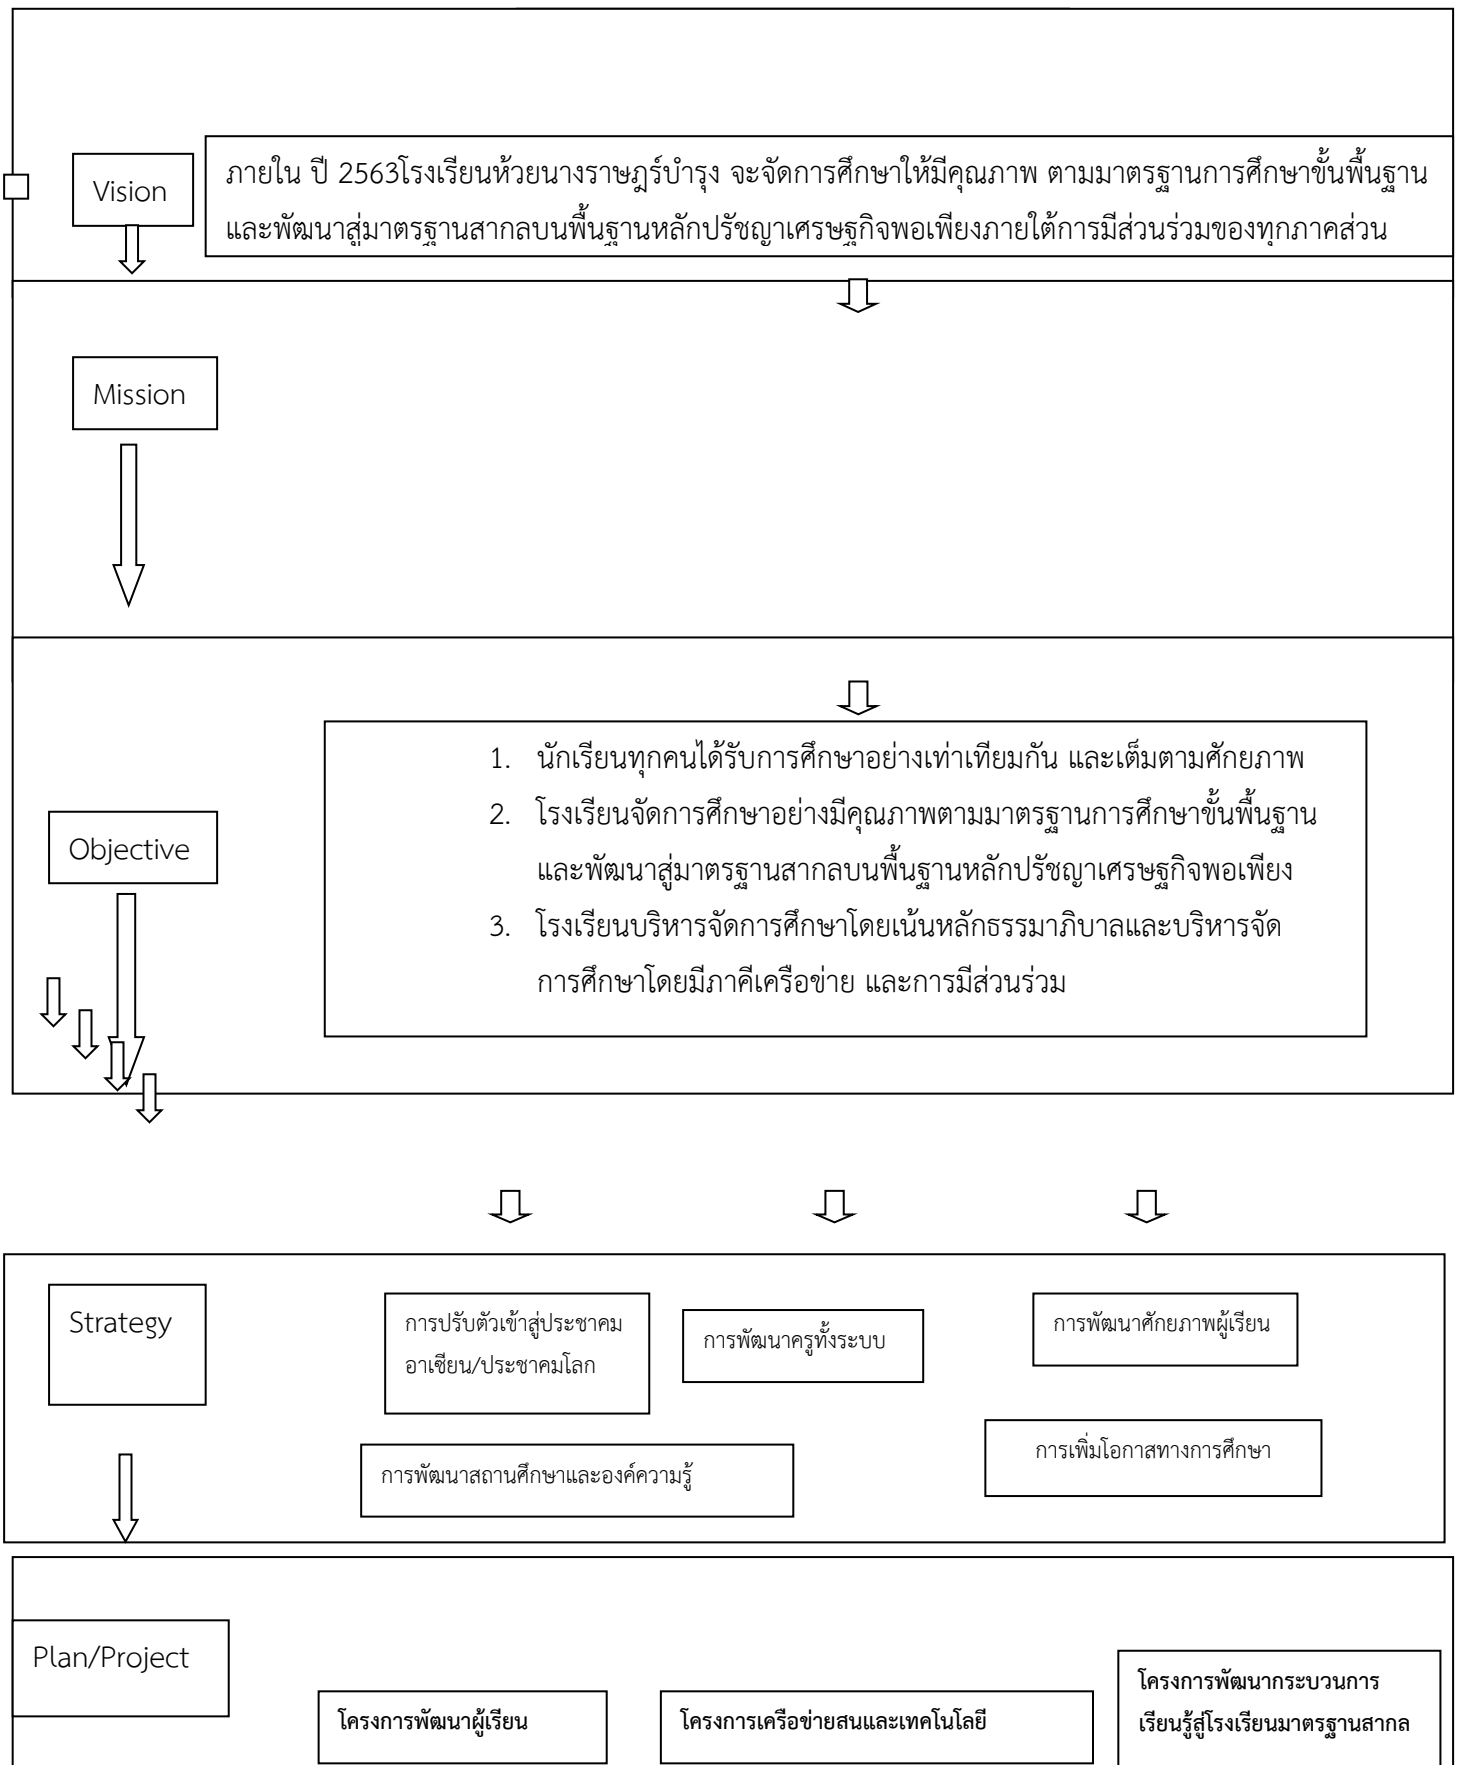 Vision
ภายใน ปี 2563โรงเรียนห้วยนางราษฎร์บำรุง จะจัดการศึกษาให้มีคุณภาพ ตามมาตรฐานการศึกษาขั้นพื้นฐาน
และพัฒนาสู่มาตรฐานสากลบนพื้นฐานหลักปรัชญาเศรษฐกิจพอเพียงภายใต้การมีส่วนร่วมของทุกภาคส่วน
Mission
Objective
1. นักเรียนทุกคนได้รับการศึกษาอย่างเท่าเทียมกัน และเต็มตามศักยภาพ
2. โรงเรียนจัดการศึกษาอย่างมีคุณภาพตามมาตรฐานการศึกษาขั้นพื้นฐาน
และพัฒนาสู่มาตรฐานสากลบนพื้นฐานหลักปรัชญาเศรษฐกิจพอเพียง
3. โรงเรียนบริหารจัดการศึกษาโดยเน้นหลักธรรมาภิบาลและบริหารจัด
การศึกษาโดยมีภาคีเครือข่าย และการมีส่วนร่วม
Strategy
การปรับตัวเข้าสู่ประชาคม
อาเซียน/ประชาคมโลก
การพัฒนาครูทั้งระบบ
การพัฒนาศักยภาพผู้เรียน
การพัฒนาสถานศึกษาและองค์ความรู้
การเพิ่มโอกาสทางการศึกษา
Plan/Project
โครงการพัฒนาผู้เรียน
โครงการเครือข่ายสนและเทคโนโลยี
โครงการพัฒนากระบวนการ
เรียนรู้สู่โรงเรียนมาตรฐานสากล